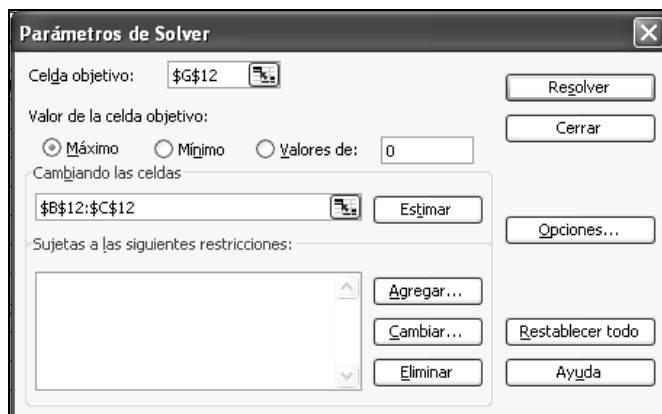 Parámetros de Solver
Celda objetivo: $G$12
Resolver
Valor de la celda objetivo:
Cerrar
Máximo Mínimo Valores de: 0
Cambiando las celdas
$B$12:$C$12 Estimar
Opciones...
Sujetas a las siguientes restricciones:
Agregar...
Cambiar... Restablecer todo
Eliminar Ayuda